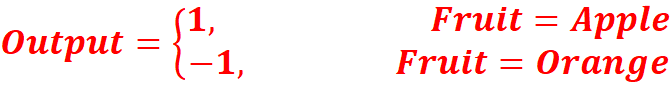 Output = { 1, Fruit = Apple
−1, Fruit = Orange